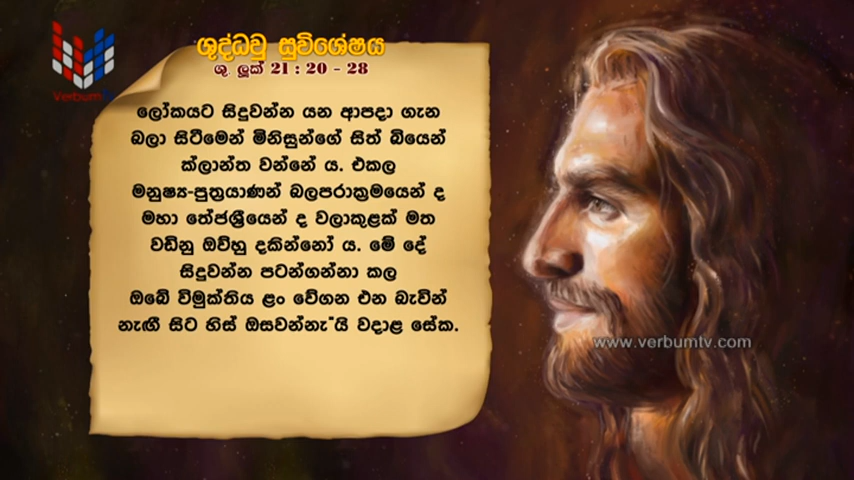 VerbumTv
ශුද්ධවූ සුවිශේෂය
ශු. ලූක් 21 : 20 - 28
ලෝකයට සිදුවන්න යන ආපදා ගැන
බලා සිටීමෙන් මිනිසුන්ගේ සිත් බියෙන්
ක්ලාන්ත වන්නේ ය. එකල
මනුෂ්‍ය-පුත්‍රයාණන් බලපරාක්‍රමයෙන් ද
මහා තේජශ්‍රීයෙන් ද වලාකුළක් මත
වඩිනු ඔව්හු දකින්නෝ ය. මේ දේ
සිදුවන්න පටන්ගන්නා කල
ඔබේ විමුක්තිය ළං වේගන එන බැවින්
නැඟී සිට හිස් ඔසවන්නැ"යි වදාළ සේක.
www.verbumtv.com